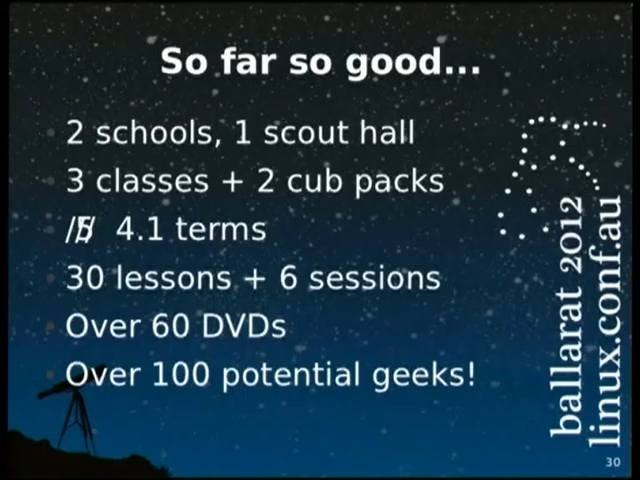 So far so good...
2 schools, 1 scout hall
3 classes + 2 cub packs
/5/ 4.1 terms
30 lessons + 6 sessions
Over 60 DVDs
Over 100 potential geeks!
ballarat 2012
linux.conf.au
30